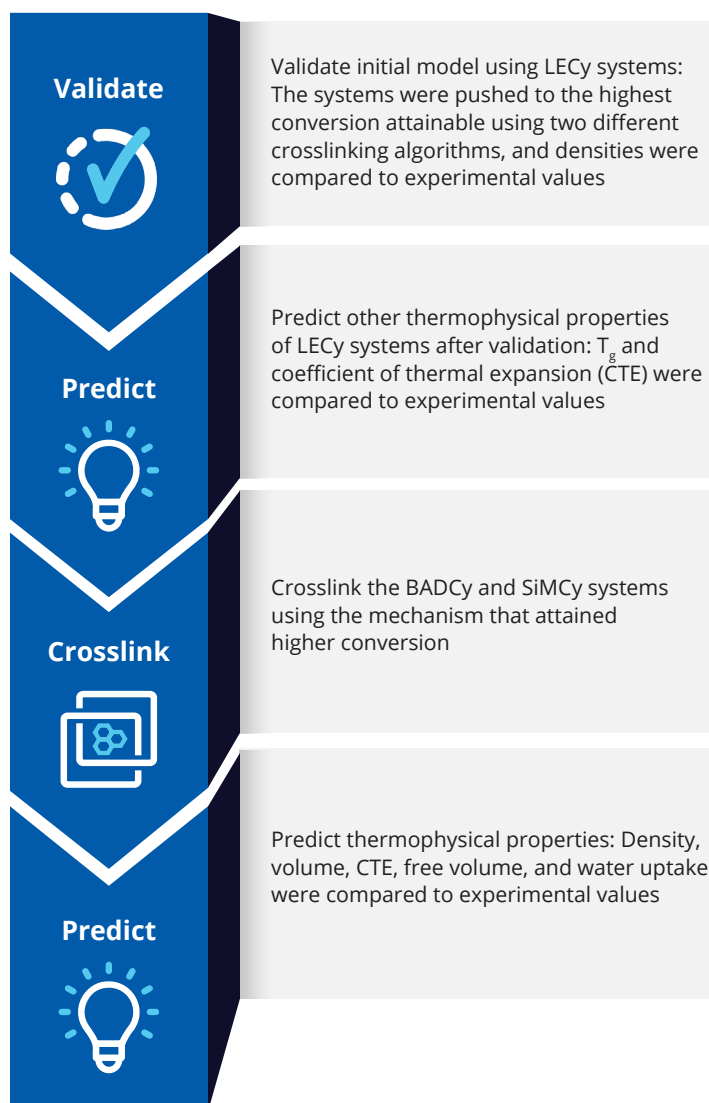 Validate
Validate initial model using LECy systems:
The systems were pushed to the highest
conversion attainable using two different
crosslinking algorithms, and densities were
compared to experimental values
Predict
Predict other thermophysical properties
of LECy systems after validation: Tg and
coefficient of thermal expansion (CTE) were
compared to experimental values
Crosslink
Crosslink the BADCy and SiMCy systems
using the mechanism that attained
higher conversion
Predict
Predict thermophysical properties: Density,
volume, CTE, free volume, and water uptake
were compared to experimental values